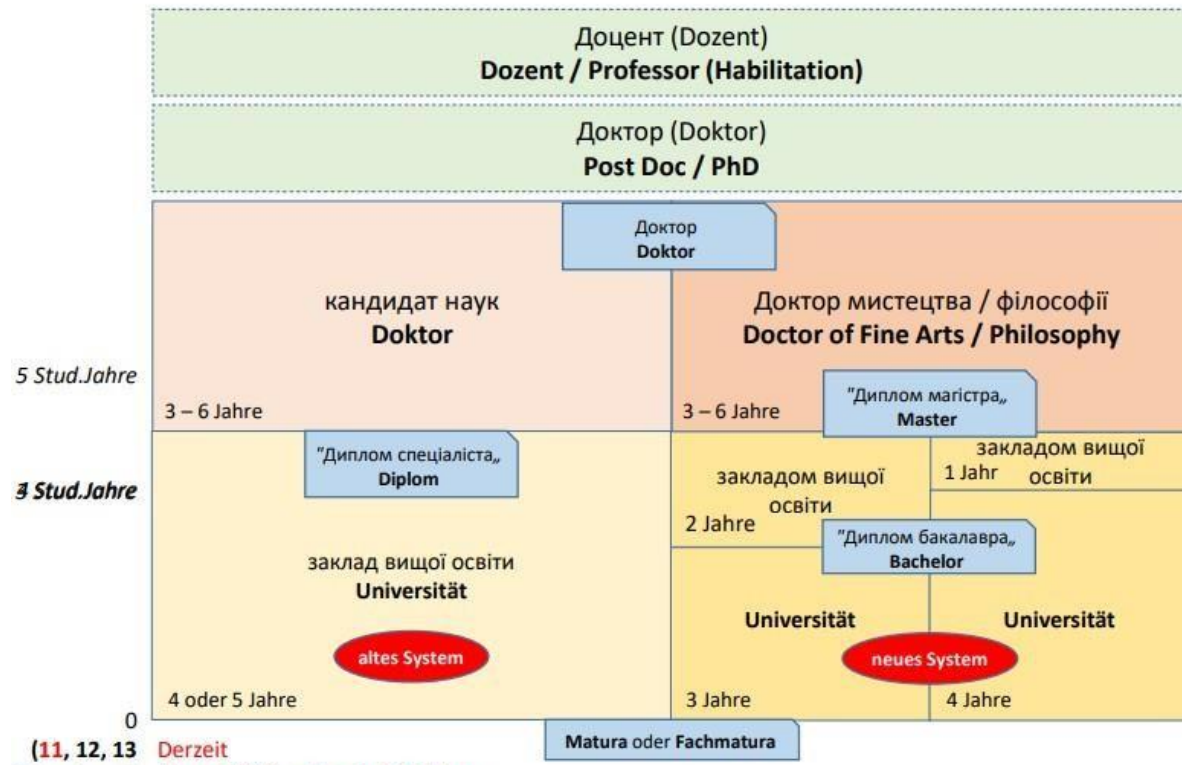 Доцент (Dozent)
Dozent / Professor (Habilitation)
Доктор (Doktor)
Post Doc / PhD
Доктор
Doktor
кандидат наук
Doktor
Доктор мистецтва / філософії
Doctor of Fine Arts / Philosophy
5 Stud.Jahre
3 – 6 Jahre
3 – 6 Jahre
"Диплом магістра„
Master
"Диплом спеціаліста„
Diplom
закладом вищої
освіти
2 Jahre
закладом вищої
1 Jahr
освіти
Stud.Jahre
"Диплом бакалавра„
Bachelor
заклад вищої освіти
Universität
Universität
Universität
altes System
neues System
4 oder 5 Jahre
3 Jahre
4 Jahre
0
(11, 12, 13
Derzeit
Matura oder Fachmatura